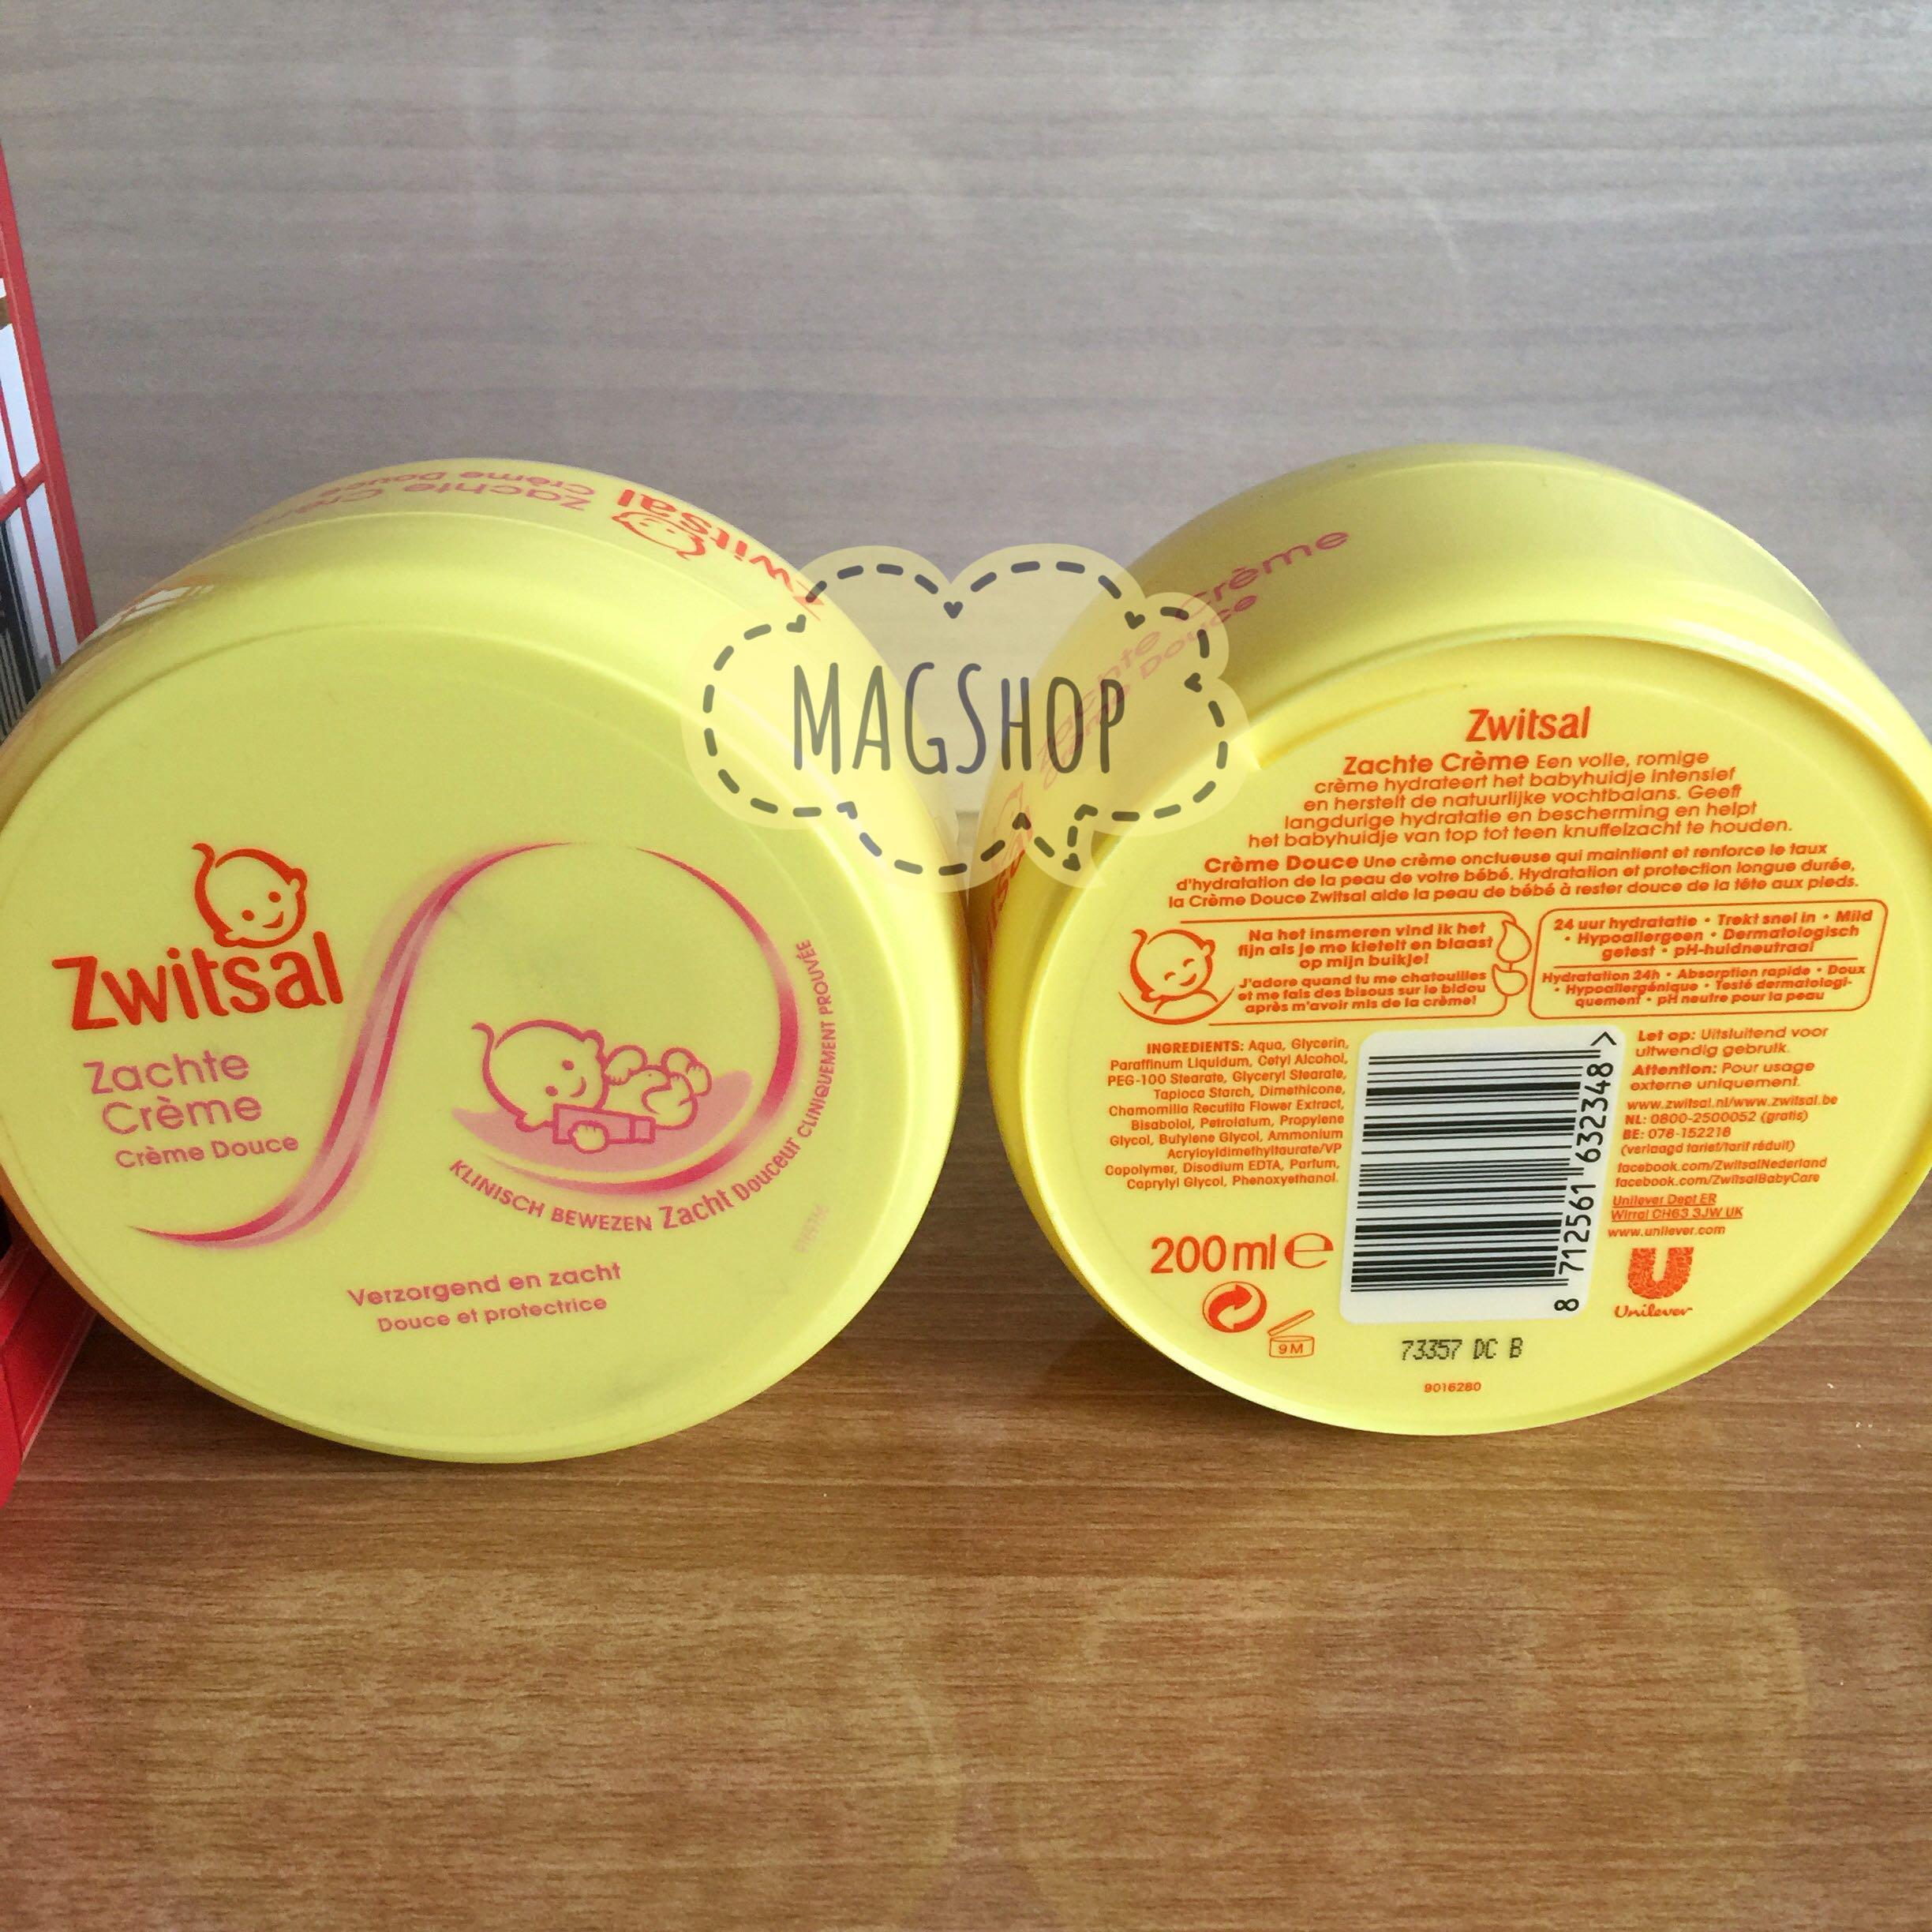 Zwitsal
Zachte Crème
Crème Douce
MAGSHOP
Zachte Crème
Crème Douce
Zwitsal
Zachte
Crème
Crème Douce
KLINISCH BEWEZEN Zacht Douceur CLINIQUEMENT PROUVÉE
Verzorgend en zacht
Douce et protectrice
Zwitsal
Zachte Crème Een volle, romige
crème hydrateert het babyhuidje intensief
en herstelt de natuurlijke vochtbalans. Geeft
langdurige hydratatie en bescherming en helpt
het babyhuidje van top tot teen knuffelzacht te houden.
Crème Douce Une crème onctueuse qui maintient et renforce le taux
d'hydratation de la peau de votre bébé. Hydratation et protection longue durée,
la Crème Douce Zwitsal aide la peau de bébé à rester douce de la tête aux pieds.
Na het insmeren vind ik het
fijn als je me kietelt en blaast
op mijn buikje!
J'adore quand tu me chatouilles
et me fais des bisous sur le bidou
après m'avoir mis de la crème!
24 uur hydratatie • Trekt snel in • Mild
• Hypoallergeen • Dermatologisch
getest • pH-huidneutraal
Hydratation 24h • Absorption rapide • Doux
• Hypoallergénique • Testé dermatologi-
quement • pH neutre pour la peau
INGREDIENTS: Aqua, Glycerin,
Paraffinum Liquidum, Cetyl Alcohol,
PEG-100 Stearate, Glyceryl Stearate,
Tapioca Starch, Dimethicone,
Chamomilla Recutita Flower Extract,
Bisabolol, Petrolatum, Propylene
Glycol, Butylene Glycol, Ammonium
Acryloyldimethyltaurate/VP
Copolymer, Disodium EDTA, Parfum,
Caprylyl Glycol, Phenoxyethanol.
200 ml e
9M
8 712561 632348 >
Let op: Uitsluitend voor
uitwendig gebruik.
Attention: Pour usage
externe uniquement.
www.zwitsal.nl/www.zwitsal.be
NL: 0800-2500052 (gratis)
BE: 078-152218
(verlaagd tarief/tarif réduit)
facebook.com/ZwitsalNederland
facebook.com/ZwitsalBabyCare
Unilever Dept ER
Wirral CH63 3JW UK
www.unilever.com
Unilever
73357 DC B
9016280